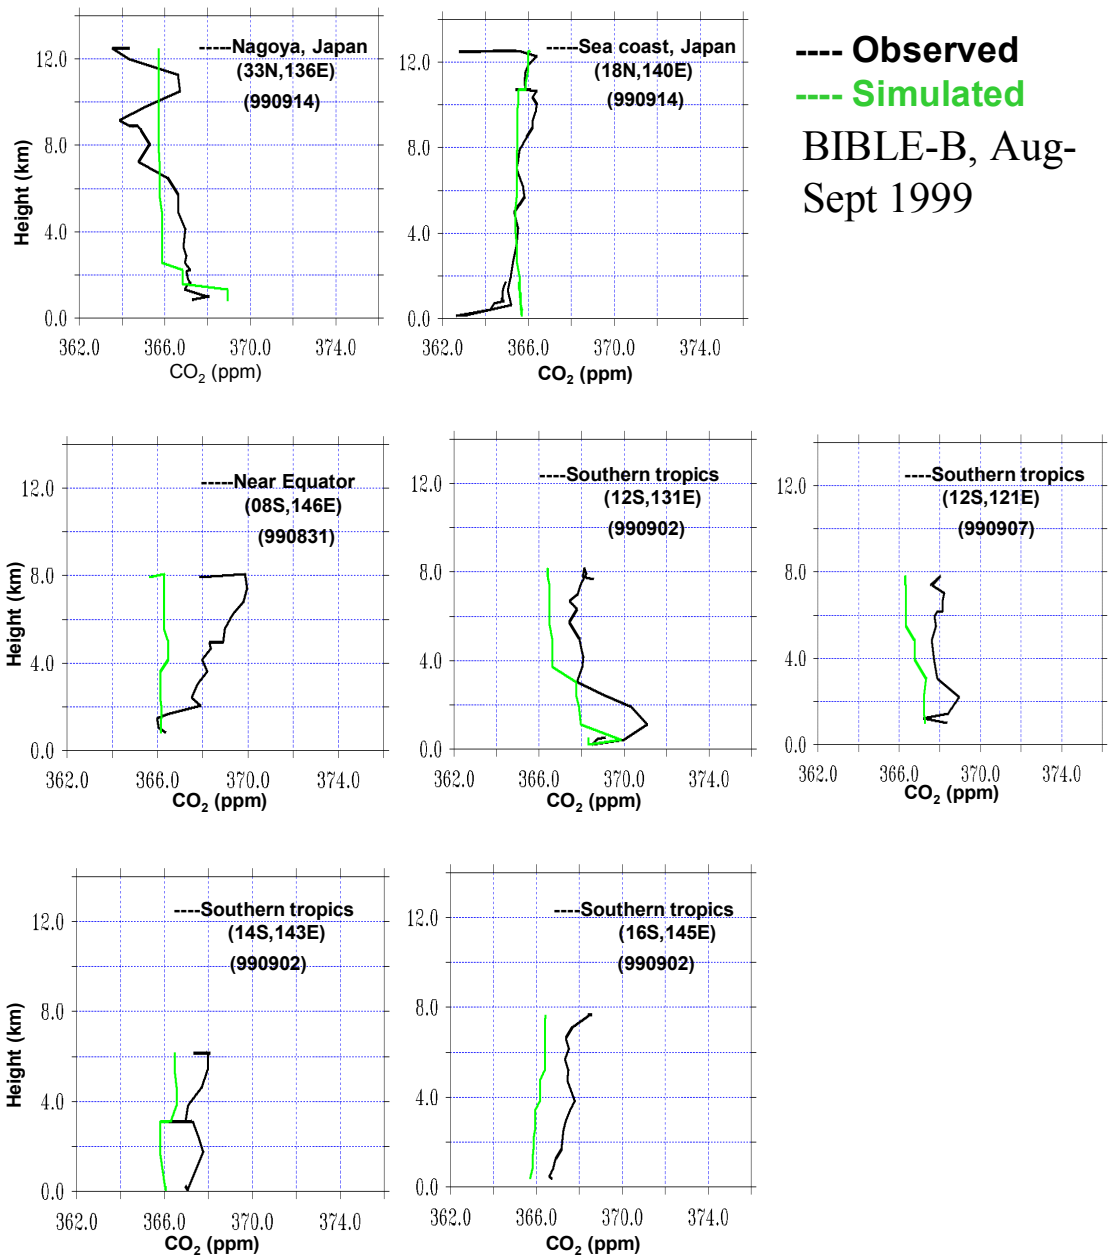 ----Nagoya, Japan
(33N,136E)
(990914)
12.0
8.0
4.0
0.0
Height (km)
362.0 366.0 370.0 374.0
CO2 (ppm)
----Sea coast, Japan
(18N,140E)
(990914)
12.0
8.0
4.0
0.0
362.0 366.0 370.0 374.0
CO2 (ppm)
---- Observed
---- Simulated
BIBLE-B, Aug-
Sept 1999
----Near Equator
(08S,146E)
(990831)
12.0
8.0
4.0
0.0
Height (km)
362.0 366.0 370.0 374.0
CO2 (ppm)
----Southern tropics
(12S,131E)
(990902)
12.0
8.0
4.0
0.0
362.0 366.0 370.0 374.0
CO2 (ppm)
----Southern tropics
(12S,121E)
(990907)
12.0
8.0
4.0
0.0
362.0 366.0 370.0 374.0
CO2 (ppm)
----Southern tropics
(14S,143E)
(990902)
12.0
8.0
4.0
0.0
Height (km)
362.0 366.0 370.0 374.0
CO2 (ppm)
----Southern tropics
(16S,145E)
(990902)
12.0
8.0
4.0
0.0
362.0 366.0 370.0 374.0
CO2 (ppm)